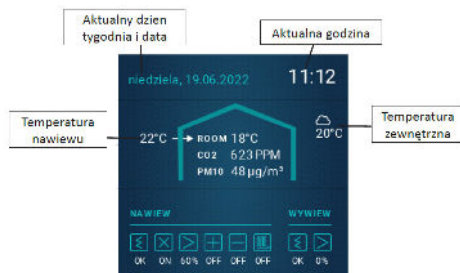 Aktualny dzien
tygodnia i data
Aktualna godzina
niedziela, 19.06.2022
11:12
Temperatura
nawiewu
22°C
ROOM 18°C
CO2 623 PPM
PM10 48 µg/m³
20°C
Temperatura
zewnętrzna
NAWIEW
WYWIEW
OK ON 60% OFF OFF OFF
OK 0%